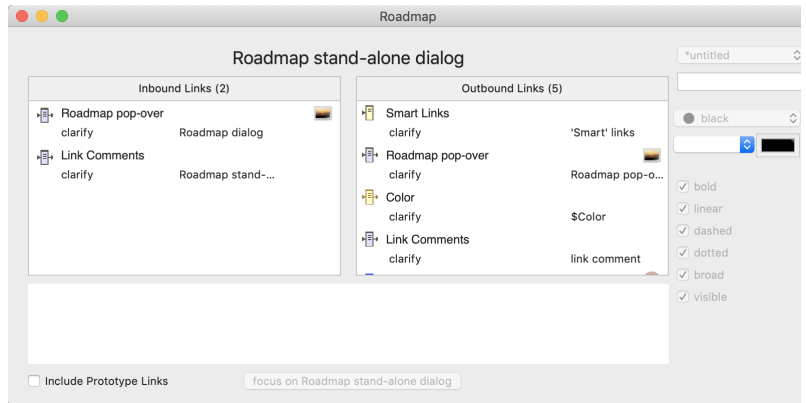 Roadmap
Roadmap stand-alone dialog
Inbound Links (2)
Roadmap pop-over
clarify Roadmap dialog
Link Comments
clarify Roadmap stand-...
Outbound Links (5)
Smart Links
clarify 'Smart' links
Roadmap pop-over
clarify Roadmap pop-o...
Color
clarify $Color
Link Comments
clarify link comment
*untitled
black
bold
linear
dashed
dotted
broad
visible
Include Prototype Links
focus on Roadmap stand-alone dialog